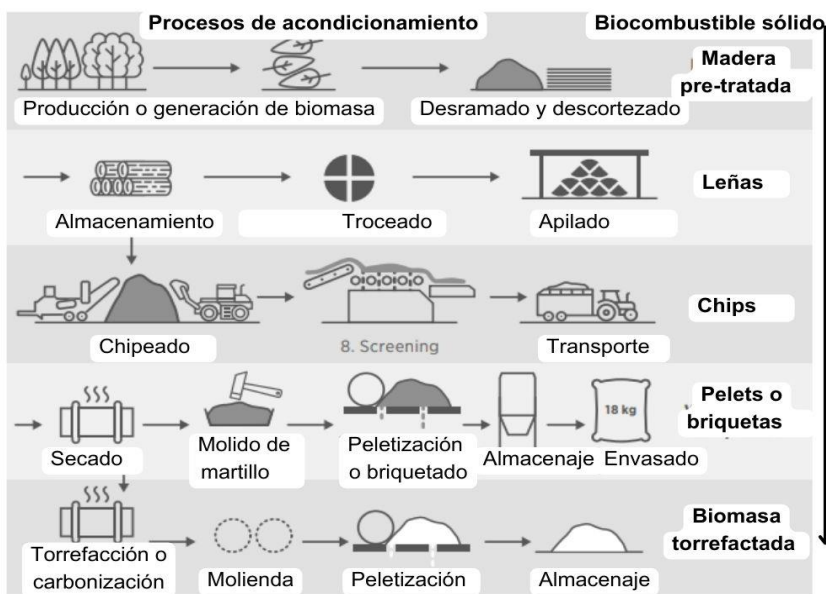 Procesos de acondicionamiento
Biocombustible sólido
Producción o generación de biomasa
Desramado y descortezado
Madera
pre-tratada
Almacenamiento
Troceado
Apilado
Leñas
Chipeado
8. Screening
Transporte
Chips
18 kg
Secado
Molido de
martillo
Peletización
o briquetado
Almacenaje
Envasado
Pelets o
briquetas
Torrefacción o
carbonización
Molienda
Peletización
Almacenaje
Biomasa
torrefactada